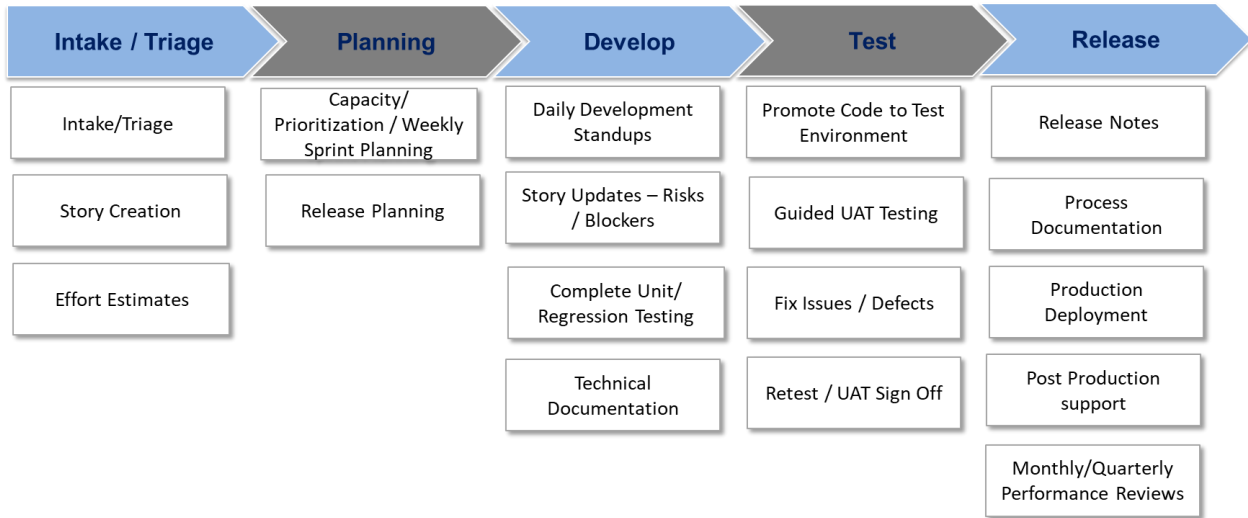 Intake / Triage
Planning
Develop
Test
Release
Intake/Triage
Story Creation
Effort Estimates
Capacity/
Prioritization / Weekly
Sprint Planning
Release Planning
Daily Development
Standups
Story Updates – Risks
/ Blockers
Complete Unit/
Regression Testing
Technical
Documentation
Promote Code to Test
Environment
Guided UAT Testing
Fix Issues / Defects
Retest / UAT Sign Off
Release Notes
Process
Documentation
Production
Deployment
Post Production
support
Monthly/Quarterly
Performance Reviews